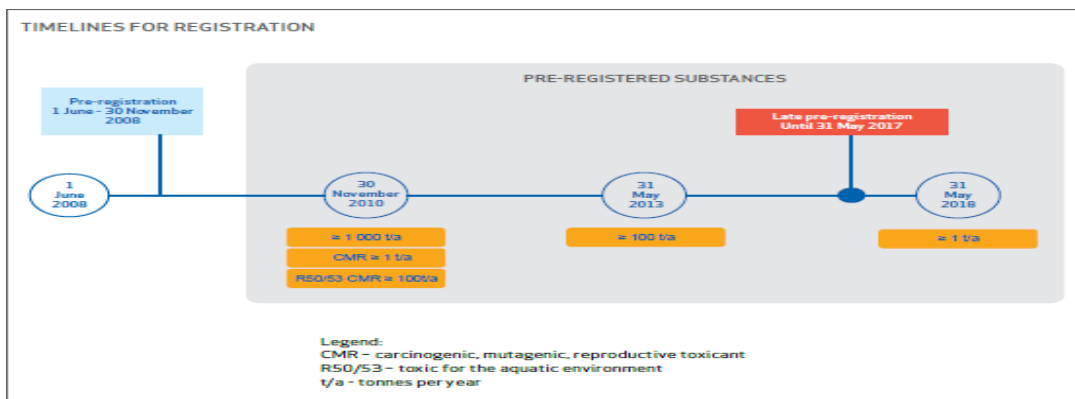 TIMELINES FOR REGISTRATION
PRE-REGISTERED SUBSTANCES
Pre-registration
1 June - 30 November
2008
Late pre-registration
Until 31 May 2017
1
June
2008
30
November
2010
31
May
2013
31
May
2018
≥ 1 000 t/a
CMR ≥ 1 t/a
R50/53 CMR ≥ 100t/a
≥ 100 t/a
≥ 1 t/a
Legend:
CMR – carcinogenic, mutagenic, reproductive toxicant
R50/53 – toxic for the aquatic environment
t/a - tonnes per year